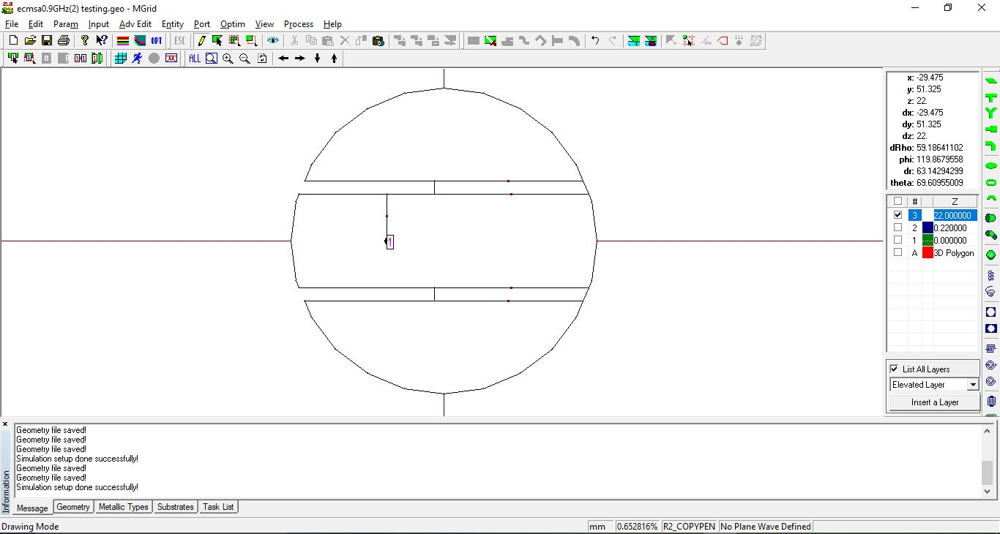 ecmsa0.9GHz(2) testing.geo - MGrid
File Edit Param Input Adv Edit Entity Port Optim View Process Help
OPT ESC
ALL
1
x: -29.475
y: 51.325
z: 22.
dx: -29.475
dy: 51.325
dz: 22.
dRho: 59.18641102
phi: 119.8679558
dr: 63.14294299
theta: 69.60955009
# Z
3 22.000000
2 0.220000
1 0.000000
A 3D Polygon
List All Layers
Elevated Layer
Insert a Layer
Information
Geometry file saved!
Geometry file saved!
Geometry file saved!
Simulation setup done successfully!
Geometry file saved!
Geometry file saved!
Simulation setup done successfully!
Message Geometry Metallic Types Substrates Task List
Drawing Mode mm 0.652816% R2_COPYPEN No Plane Wave Defined